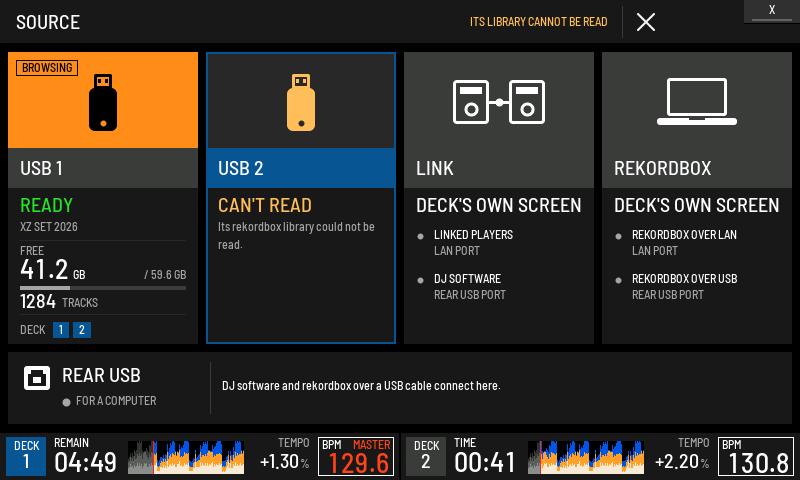 SOURCE
ITS LIBRARY CANNOT BE READ
X
BROWSING
USB 1
READY
XZ SET 2026
FREE
41.2 GB / 59.6 GB
1284 TRACKS
DECK 1 2
USB 2
CAN'T READ
Its rekordbox library could not be
read.
LINK
DECK'S OWN SCREEN
LINKED PLAYERS
LAN PORT
DJ SOFTWARE
REAR USB PORT
REKORDBOX
DECK'S OWN SCREEN
REKORDBOX OVER LAN
LAN PORT
REKORDBOX OVER USB
REAR USB PORT
REAR USB
FOR A COMPUTER
DJ software and rekordbox over a USB cable connect here.
DECK 1
REMAIN
04:49
TEMPO
+1.30%
BPM MASTER
129.6
DECK 2
TIME
00:41
TEMPO
+2.20%
BPM
130.8